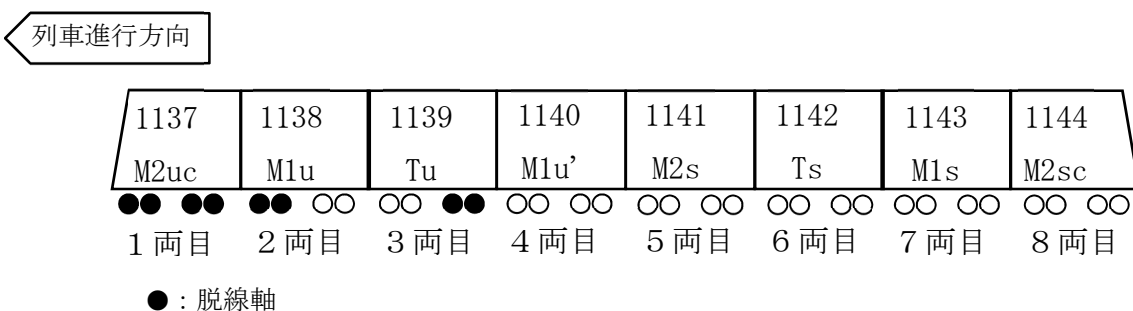 列車進行方向
1137 1138 1139 1140 1141 1142 1143 1144
M2uc M1u Tu M1u' M2s Ts M1s M2sc
●● ●● ●● ○○ ○○ ●● ○○ ○○ ○○ ○○ ○○ ○○ ○○ ○○ ○○ ○○
1両目 2両目 3両目 4両目 5両目 6両目 7両目 8両目
●：脱線軸